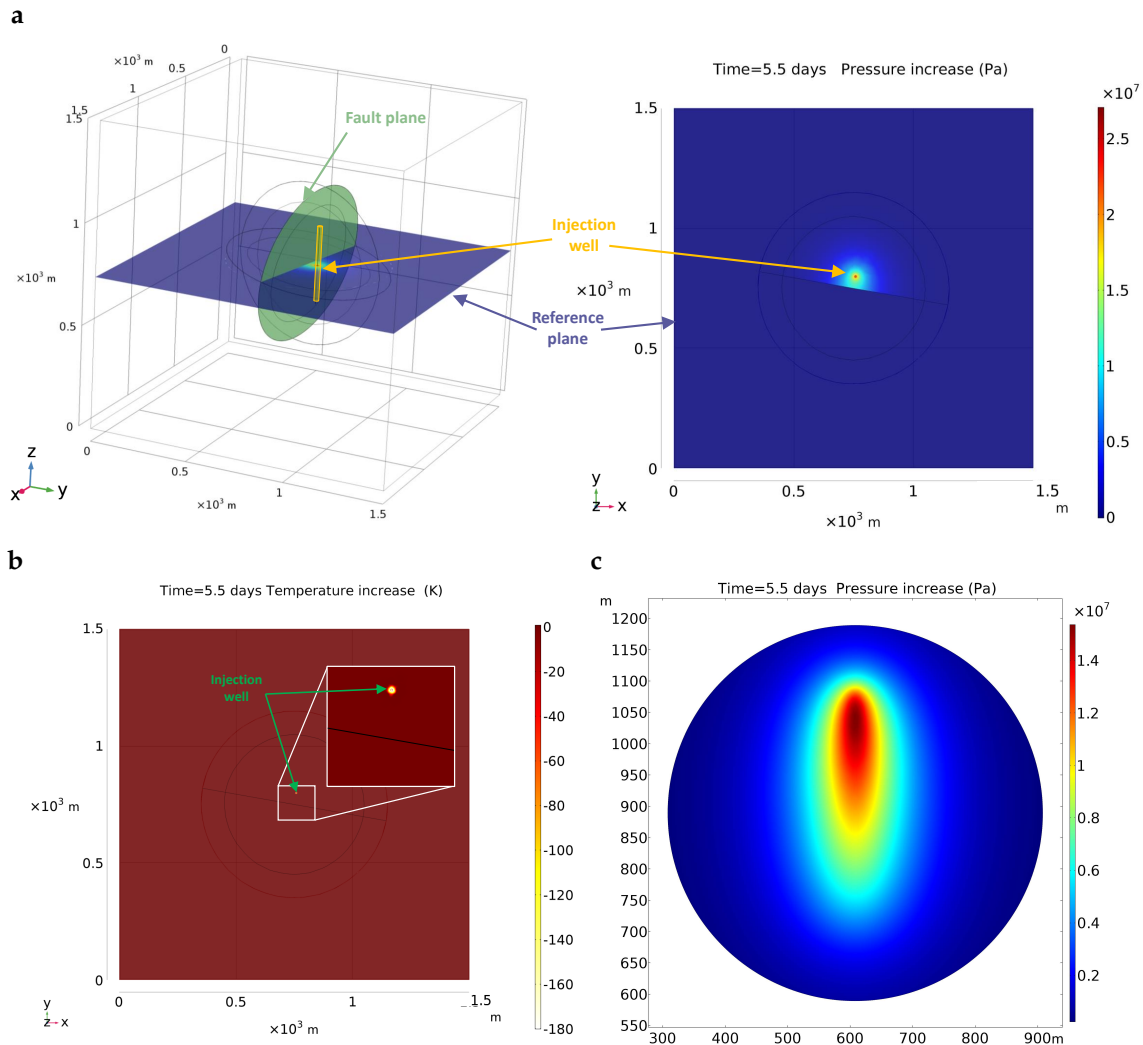 a
0
×10³ m
0.5
1
1.5
1.5
Fault plane
1
×10³ m
0.5
0
0
0.5
×10³ m
1
1.5
z
x
y
Injection
well
Reference
plane
Time=5.5 days Pressure increase (Pa)
×10⁷
1.5
1
×10³ m
0.5
0
0
0.5
1
1.5
m
×10³ m
y
z
x
2.5
2
1.5
1
0.5
0
b
Time=5.5 days Temperature increase (K)
1.5
1
×10³ m
0.5
0
0
0.5
1
1.5
m
×10³ m
y
z
x
Injection
well
0
-20
-40
-60
-80
-100
-120
-140
-160
-180
c
Time=5.5 days Pressure increase (Pa)
m
×10⁷
1200
1150
1100
1050
1000
950
900
850
800
750
700
650
600
550
300
400
500
600
700
800
900m
1.4
1.2
1
0.8
0.6
0.4
0.2